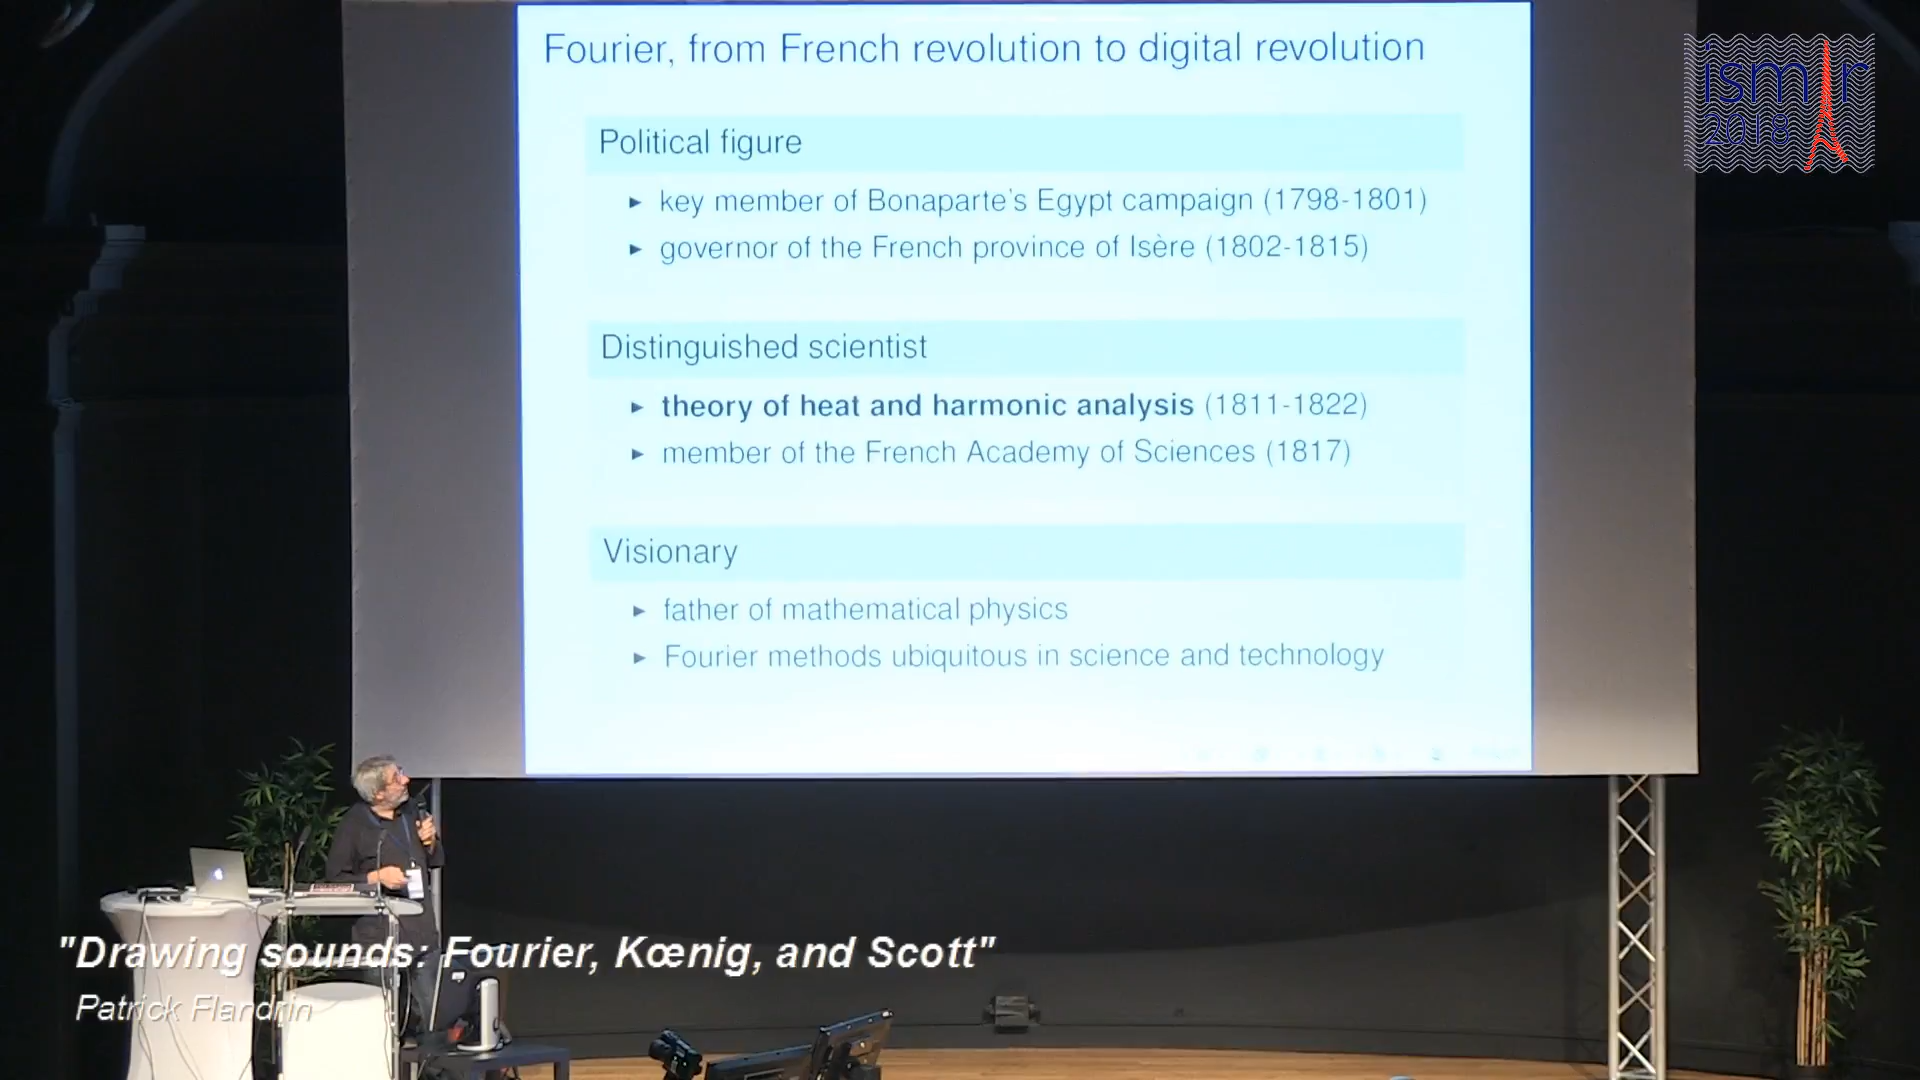 Fourier, from French revolution to digital revolution
Political figure
► key member of Bonaparte's Egypt campaign (1798-1801)
► governor of the French province of Isère (1802-1815)
Distinguished scientist
► theory of heat and harmonic analysis (1811-1822)
► member of the French Academy of Sciences (1817)
Visionary
► father of mathematical physics
► Fourier methods ubiquitous in science and technology
ismir
2018
"Drawing sounds: Fourier, Kœnig, and Scott"
Patrick Flandrin